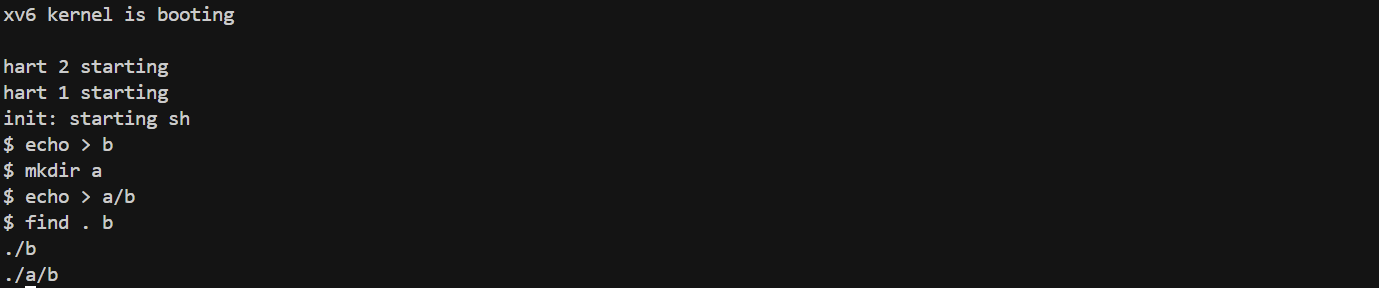 xv6 kernel is booting
hart 2 starting
hart 1 starting
init: starting sh
$ echo > b
$ mkdir a
$ echo > a/b
$ find . b
./b
./a/b